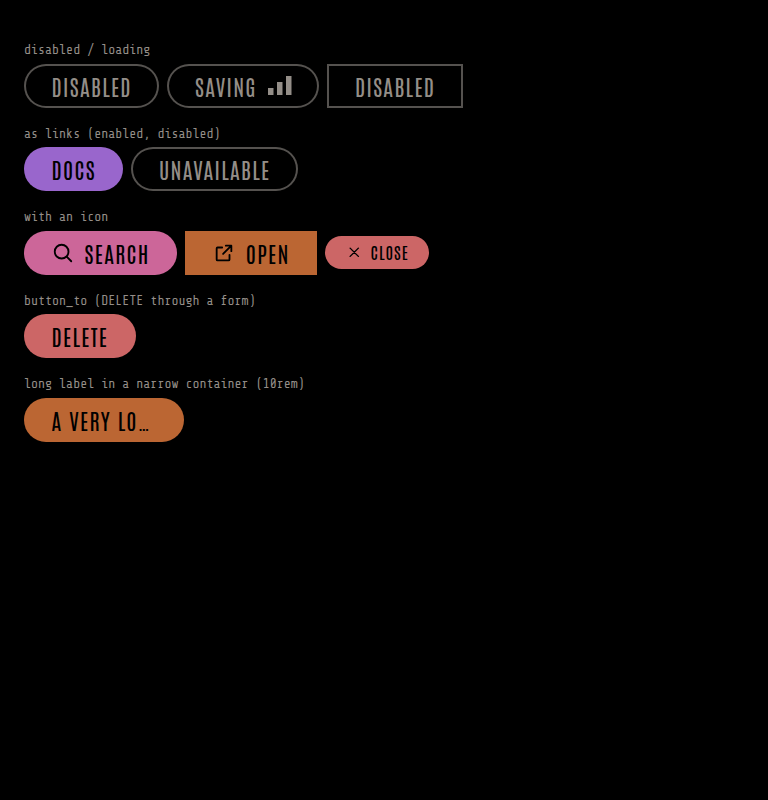 disabled / loading
DISABLED SAVING DISABLED
as links (enabled, disabled)
DOCS UNAVAILABLE
with an icon
SEARCH OPEN CLOSE
button_to (DELETE through a form)
DELETE
long label in a narrow container (10rem)
A VERY LO…